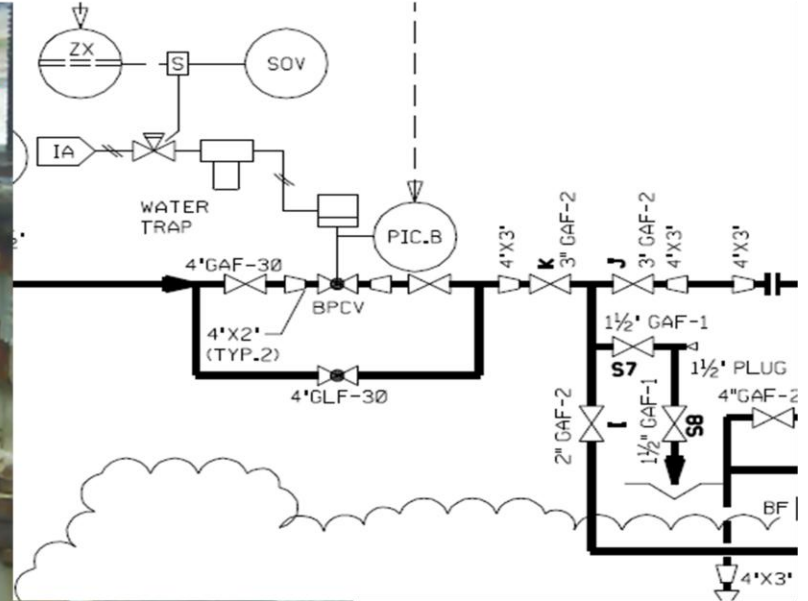 ZX
S
SOV
IA
WATER
TRAP
PIC.B
4'GAF-30
BPCV
4'X2'
(TYP.2)
4'GLF-30
4'X3'
K
3" GAF-2
J'
3' GAF-2
4'X3'
4'X3'
1½' GAF-1
S7
1½' PLUG
2" GAF-2
I
1½" GAF-1
S8
4"GAF-2
BF
4'X3'